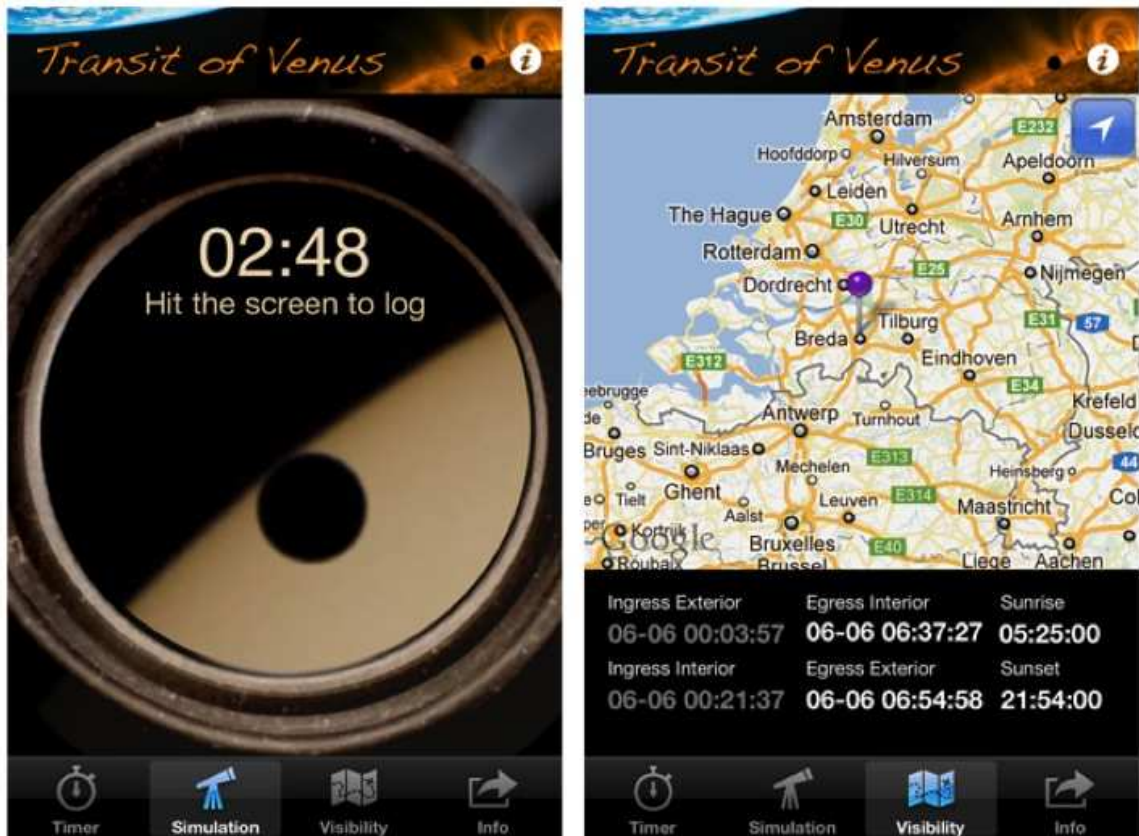 Transit of Venus
i
02:48
Hit the screen to log
Timer
Simulation
Visibility
Info
Transit of Venus
i
Amsterdam
E232
Hoofddorp
Hilversum
Apeldoorn
Leiden
The Hague
E30
Utrecht
Arnhem
Rotterdam
E25
Dordrecht
Nijmegen
Breda
Tilburg
E31
57
E312
Eindhoven
E34
eebrugge
Krefeld
de
Antwerp
Turnhout
Dusseld
Bruges
Sint-Niklaas
E313
44
Mechelen
Heinsberg
Ghent
E314
Tielt
Aalst
Leuven
Maastricht
Col
per
Kortrijk
Google
Bruxelles
E40
Roubaix
Brussel
Liege
Aachen
Ingress Exterior
Egress Interior
Sunrise
06-06 00:03:57
06-06 06:37:27
05:25:00
Ingress Interior
Egress Exterior
Sunset
06-06 00:21:37
06-06 06:54:58
21:54:00
Timer
Simulation
Visibility
Info